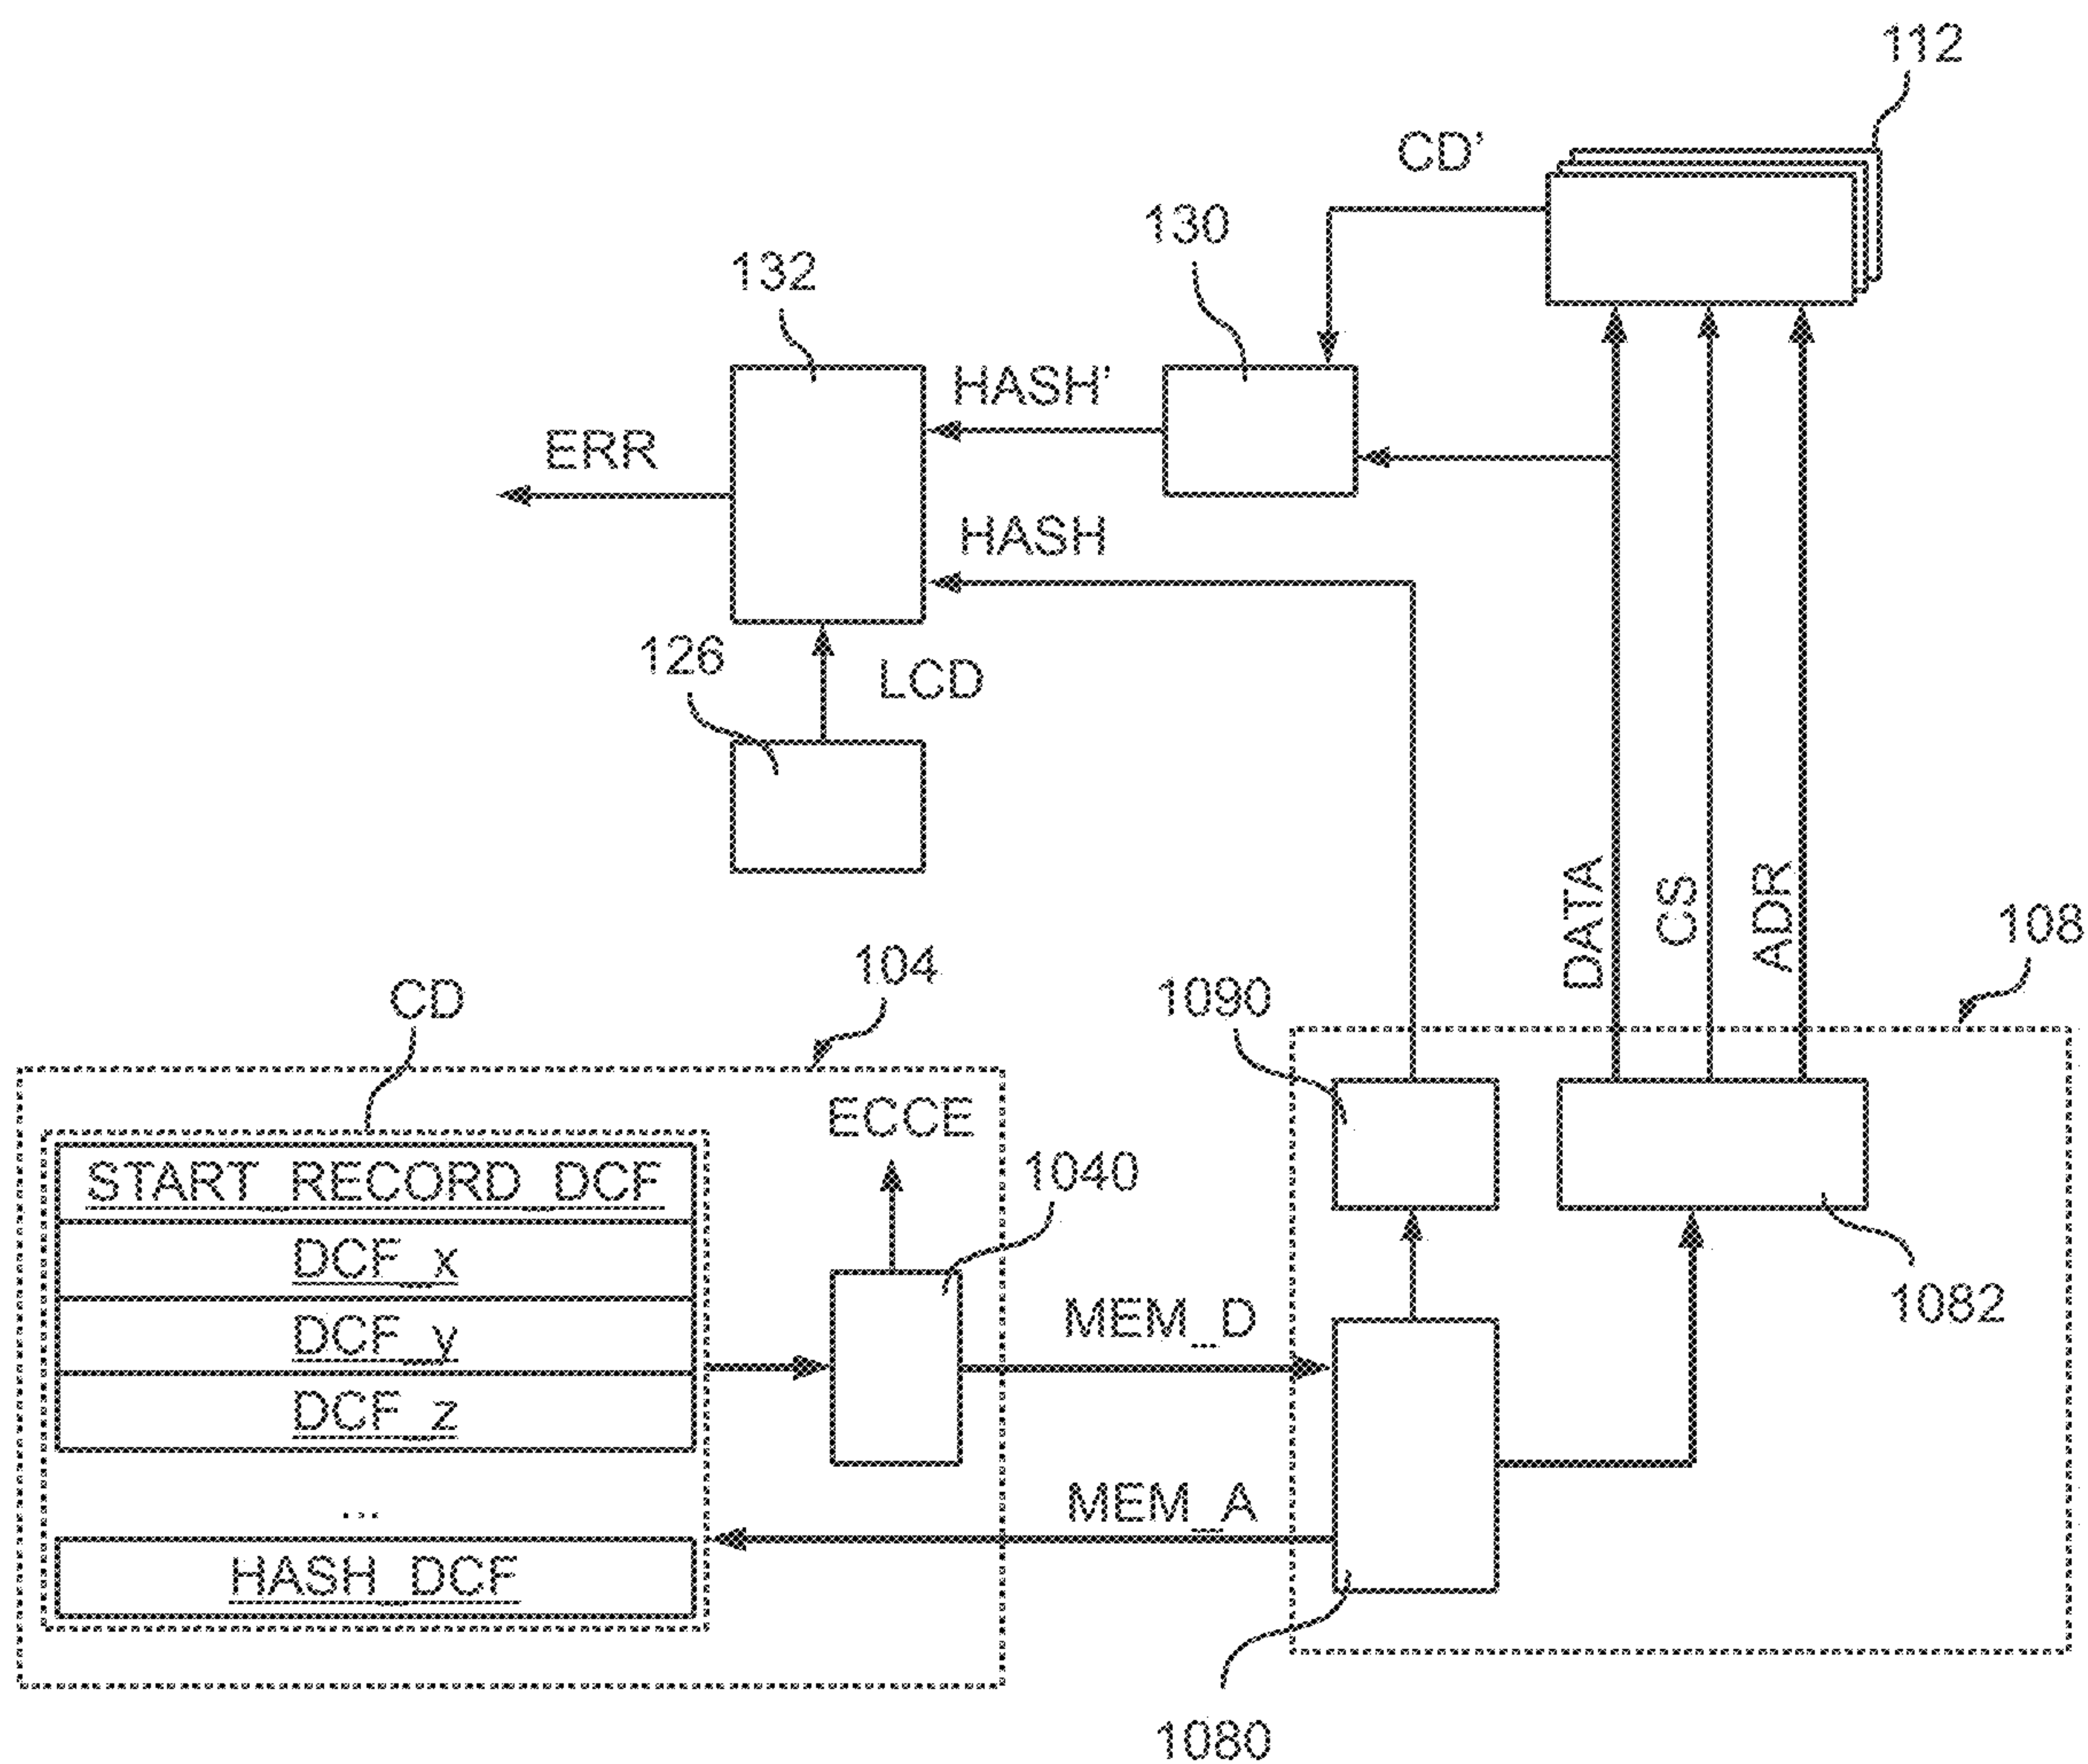 112
CD'
130
132
HASH'
ERR
HASH
126
LCD
DATA
CS
ADR
108
104
CD
1090
ECCE
START_RECORD_DCF
1040
DCF_x
MEM_D
1082
DCF_y
DCF_z
MEM_A
...
HASH_DCF
1080